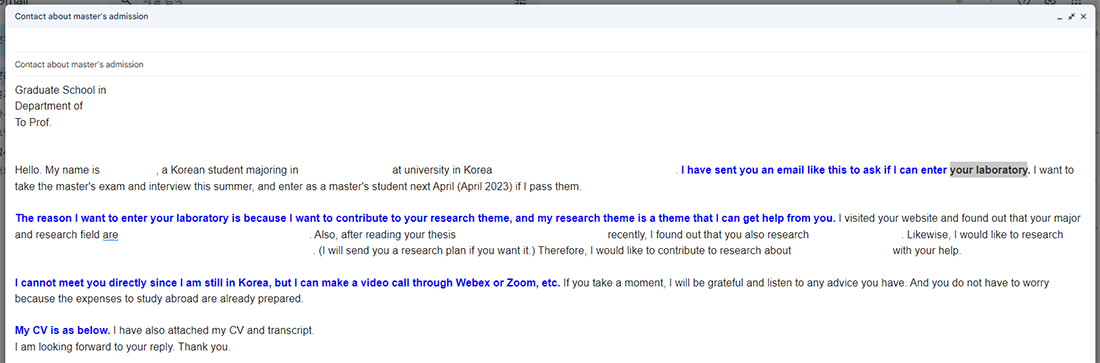 Contact about master's admission
Contact about master's admission
Graduate School in
Department of
To Prof.
Hello. My name is , a Korean student majoring in at university in Korea . I have sent you an email like this to ask if I can enter your laboratory. I want to
take the master's exam and interview this summer, and enter as a master's student next April (April 2023) if I pass them.
The reason I want to enter your laboratory is because I want to contribute to your research theme, and my research theme is a theme that I can get help from you. I visited your website and found out that your major
and research field are . Also, after reading your thesis recently, I found out that you also research . Likewise, I would like to research
. (I will send you a research plan if you want it.) Therefore, I would like to contribute to research about with your help.
I cannot meet you directly since I am still in Korea, but I can make a video call through Webex or Zoom, etc. If you take a moment, I will be grateful and listen to any advice you have. And you do not have to worry
because the expenses to study abroad are already prepared.
My CV is as below. I have also attached my CV and transcript.
I am looking forward to your reply. Thank you.